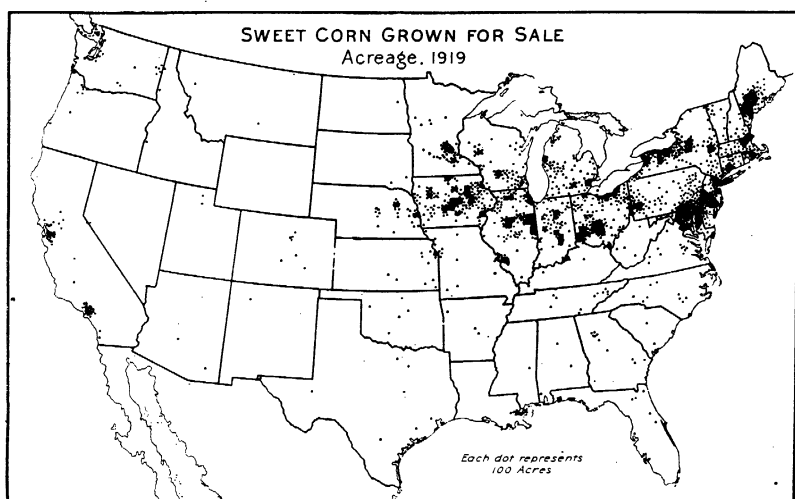 SWEET CORN GROWN FOR SALE
Acreage, 1919
Each dot represents
100 Acres